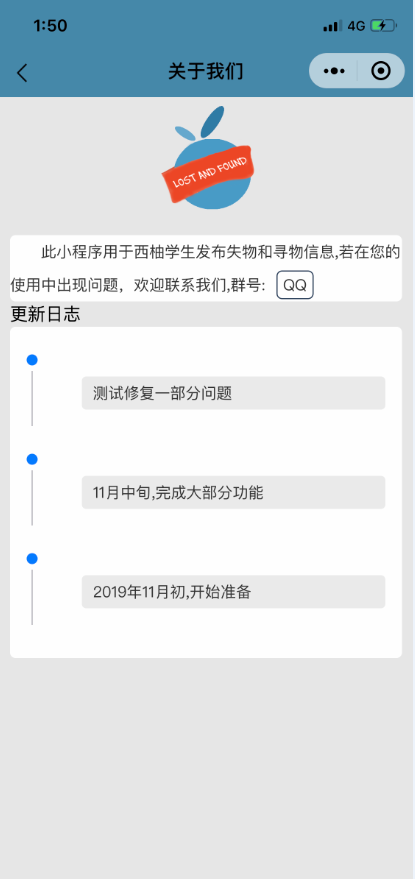 1:50
4G
关于我们
LOST AND FOUND
此小程序用于西柚学生发布失物和寻物信息,若在您的
使用中出现问题，欢迎联系我们,群号: QQ
更新日志
测试修复一部分问题
11月中旬,完成大部分功能
2019年11月初,开始准备